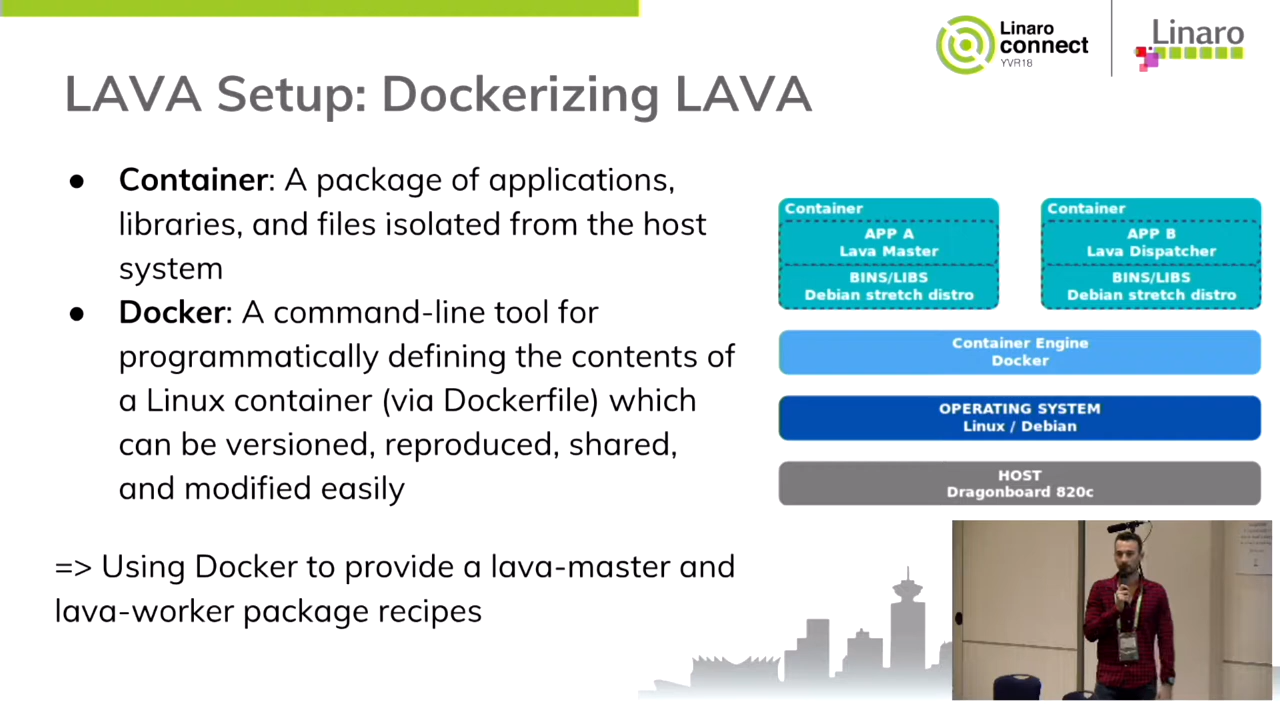 Linaro
connect
YVR18
Linaro
LAVA Setup: Dockerizing LAVA
● Container: A package of applications,
libraries, and files isolated from the host
system
● Docker: A command-line tool for
programmatically defining the contents of
a Linux container (via Dockerfile) which
can be versioned, reproduced, shared,
and modified easily
=> Using Docker to provide a lava-master and
lava-worker package recipes
Container
APP A
Lava Master
BINS/LIBS
Debian stretch distro
Container
APP B
Lava Dispatcher
BINS/LIBS
Debian stretch distro
Container Engine
Docker
OPERATING SYSTEM
Linux / Debian
HOST
Dragonboard 820c